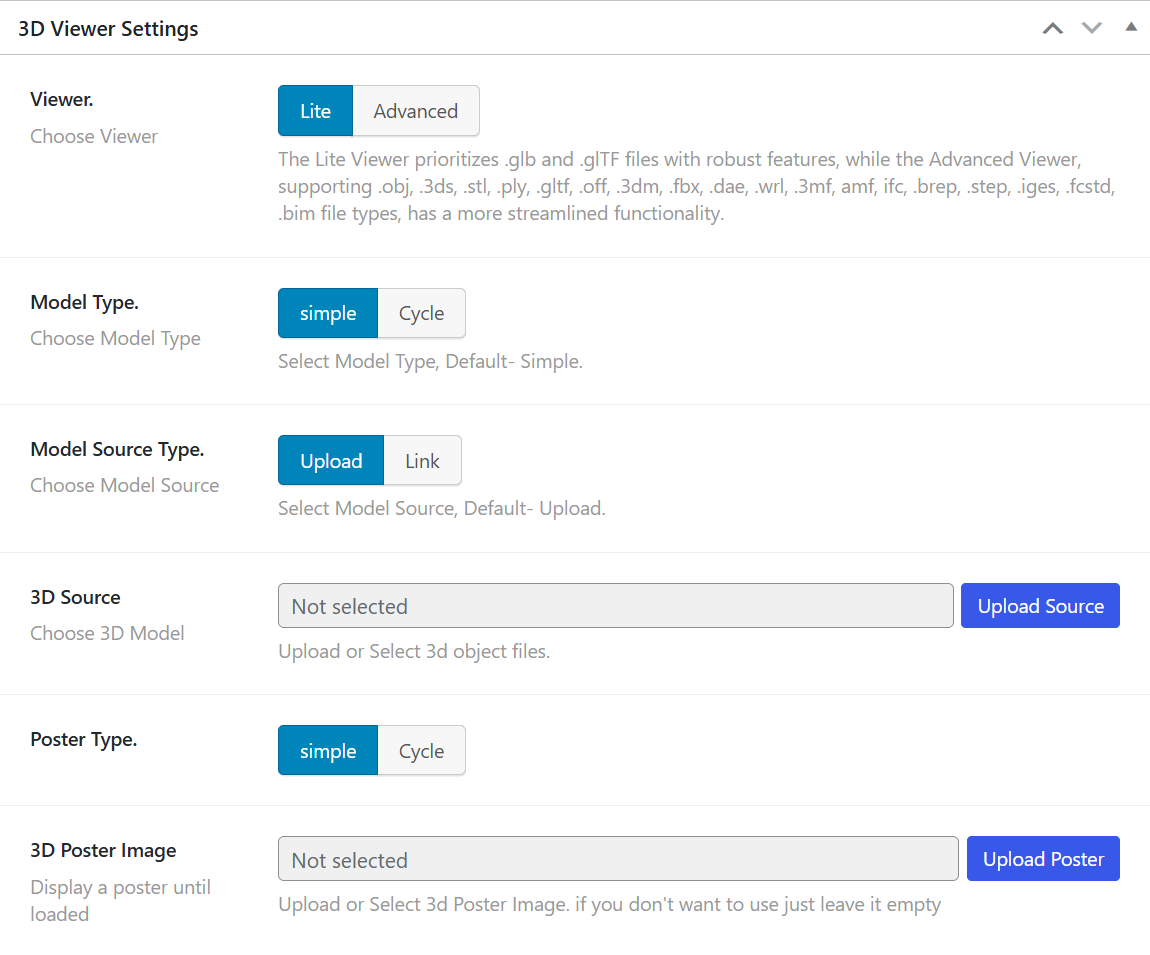 3D Viewer Settings
Viewer.
Choose Viewer
Lite
Advanced
The Lite Viewer prioritizes .glb and .glTF files with robust features, while the Advanced Viewer,
supporting .obj, .3ds, .stl, .ply, .gltf, .off, .3dm, .fbx, .dae, .wrl, .3mf, amf, ifc, .brep, .step, .iges, .fcstd,
.bim file types, has a more streamlined functionality.
Model Type.
Choose Model Type
simple
Cycle
Select Model Type, Default- Simple.
Model Source Type.
Choose Model Source
Upload
Link
Select Model Source, Default- Upload.
3D Source
Choose 3D Model
Not selected
Upload Source
Upload or Select 3d object files.
Poster Type.
simple
Cycle
3D Poster Image
Display a poster until
loaded
Not selected
Upload Poster
Upload or Select 3d Poster Image. if you don't want to use just leave it empty